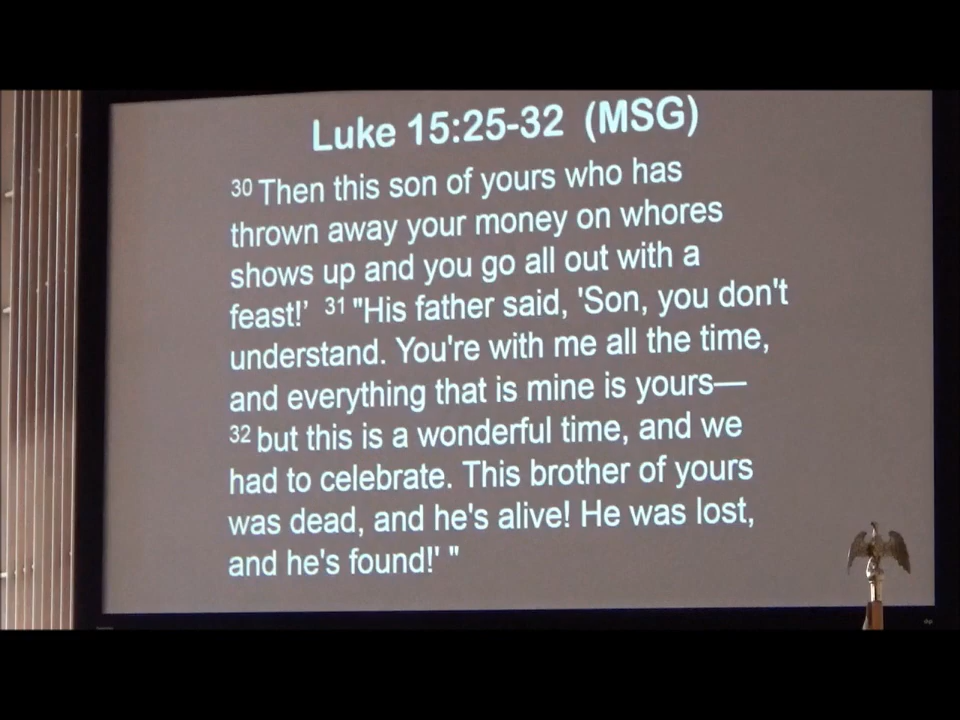 Luke 15:25-32 (MSG)
30 Then this son of yours who has
thrown away your money on whores
shows up and you go all out with a
feast!’ 31 "His father said, 'Son, you don't
understand. You're with me all the time,
and everything that is mine is yours—
32 but this is a wonderful time, and we
had to celebrate. This brother of yours
was dead, and he's alive! He was lost,
and he's found!' "